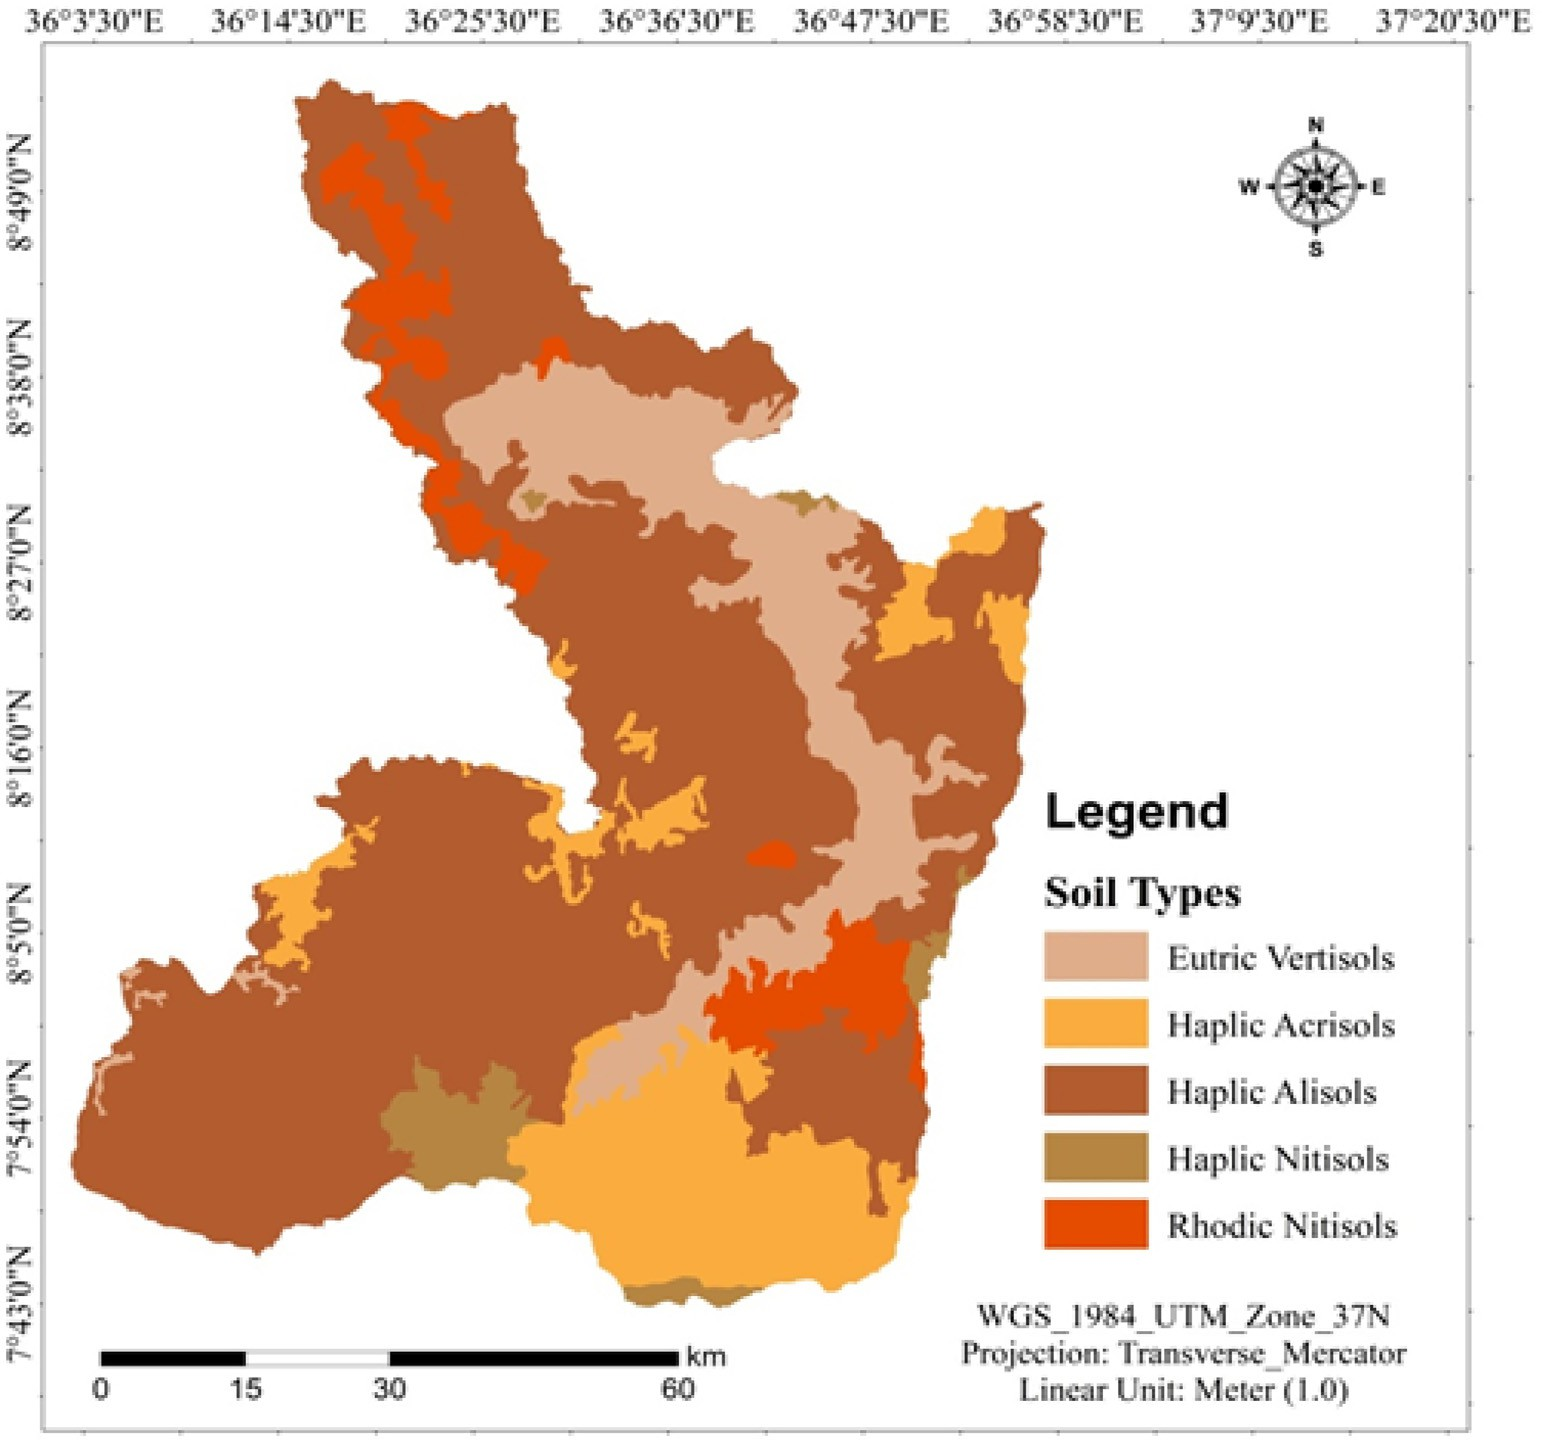 36°3'30"E 36°14'30"E 36°25'30"E 36°36'30"E 36°47'30"E 36°58'30"E 37°9'30"E 37°20'30"E
8°49'0"N
8°38'0"N
8°27'0"N
8°16'0"N
8°5'0"N
7°54'0"N
7°43'0"N
N
W E
S
Legend
Soil Types
Eutric Vertisols
Haplic Acrisols
Haplic Alisols
Haplic Nitisols
Rhodic Nitisols
WGS_1984_UTM_Zone_37N
Projection: Transverse_Mercator
Linear Unit: Meter (1.0)
km
0 15 30 60